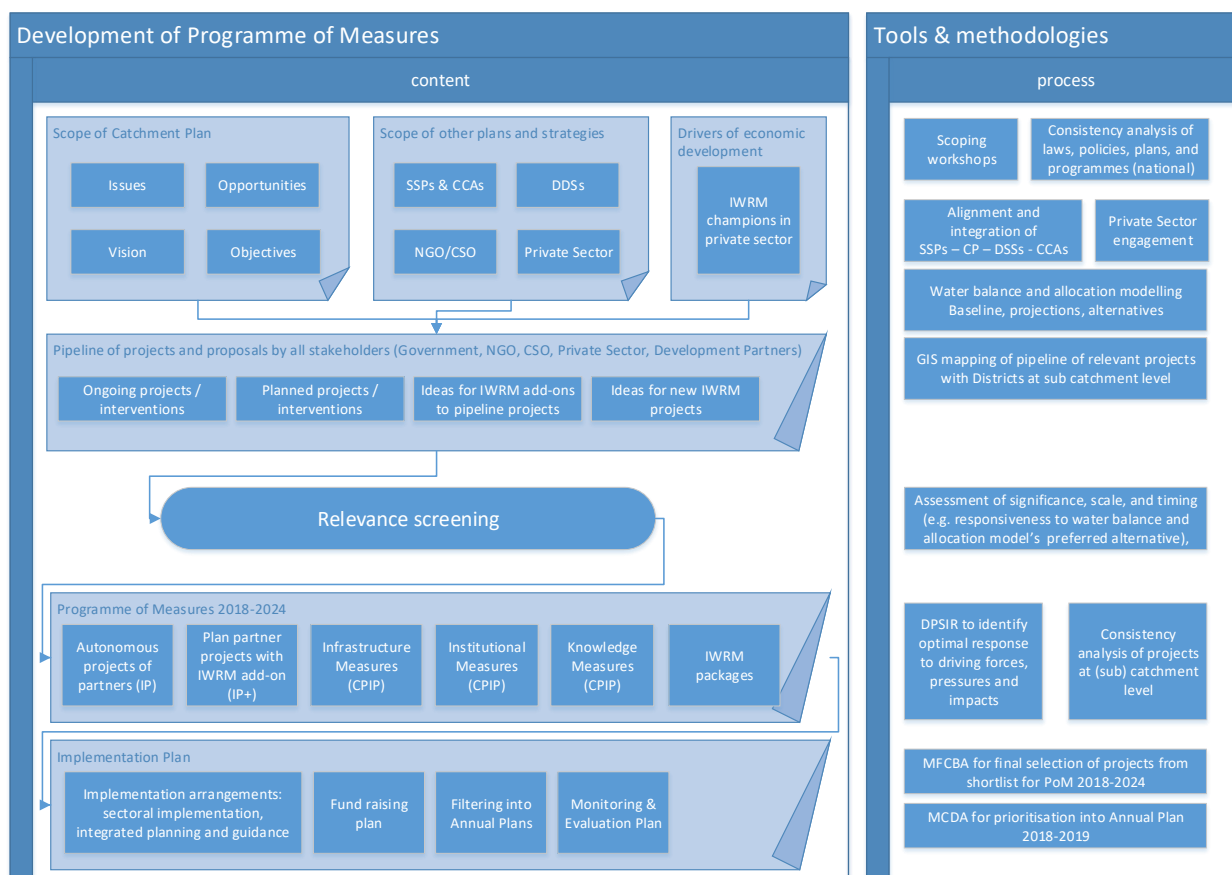 Development of Programme of Measures
content
Scope of Catchment Plan
Issues
Opportunities
Vision
Objectives
Scope of other plans and strategies
SSPs & CCAs
DDSs
NGO/CSO
Private Sector
Drivers of economic
development
IWRM
champions in
private sector
Pipeline of projects and proposals by all stakeholders (Government, NGO, CSO, Private Sector, Development Partners)
Ongoing projects /
interventions
Planned projects /
interventions
Ideas for IWRM add-ons
to pipeline projects
Ideas for new IWRM
projects
Relevance screening
Programme of Measures 2018-2024
Autonomous
projects of
partners (IP)
Plan partner
projects with
IWRM add-on
(IP+)
Infrastructure
Measures
(CPIP)
Institutional
Measures
(CPIP)
Knowledge
Measures
(CPIP)
IWRM
packages
Implementation Plan
Implementation arrangements:
sectoral implementation,
integrated planning and guidance
Fund raising
plan
Filtering into
Annual Plans
Monitoring &
Evaluation Plan
Tools & methodologies
process
Scoping
workshops
Consistency analysis of
laws, policies, plans, and
programmes (national)
Alignment and
integration of
SSPs – CP – DSSs - CCAs
Private Sector
engagement
Water balance and allocation modelling
Baseline, projections, alternatives
GIS mapping of pipeline of relevant projects
with Districts at sub catchment level
Assessment of significance, scale, and timing
(e.g. responsiveness to water balance and
allocation model's preferred alternative),
DPSIR to identify
optimal response
to driving forces,
pressures and
impacts
Consistency
analysis of projects
at (sub) catchment
level
MFCBA for final selection of projects from
shortlist for PoM 2018-2024
MCDA for prioritisation into Annual Plan
2018-2019